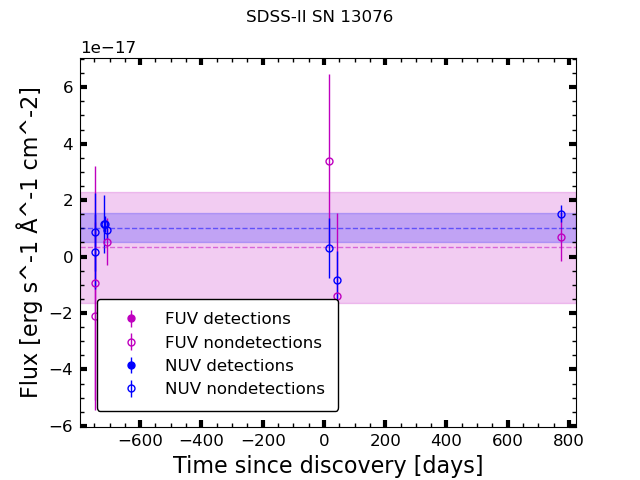 SDSS-II SN 13076
1e−17
Flux [erg s^-1 Å^-1 cm^-2]
6
4
2
0
−2
−4
−6
FUV detections
FUV nondetections
NUV detections
NUV nondetections
−600 −400 −200 0 200 400 600 800
Time since discovery [days]